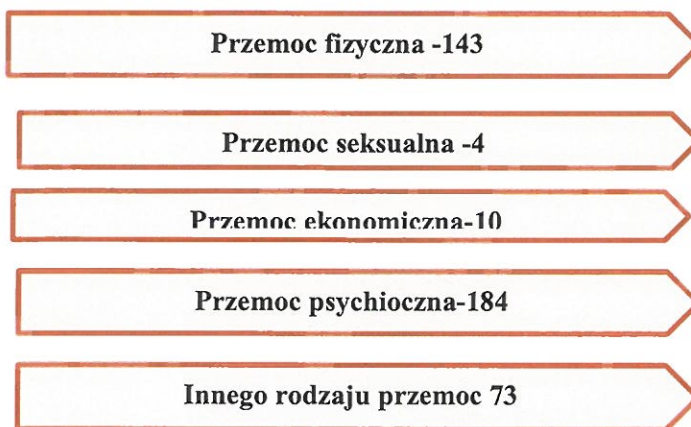 Przemoc fizyczna -143
Przemoc seksualna -4
Przemoc ekonomiczna-10
Przemoc psychioczna-184
Innego rodzaju przemoc 73